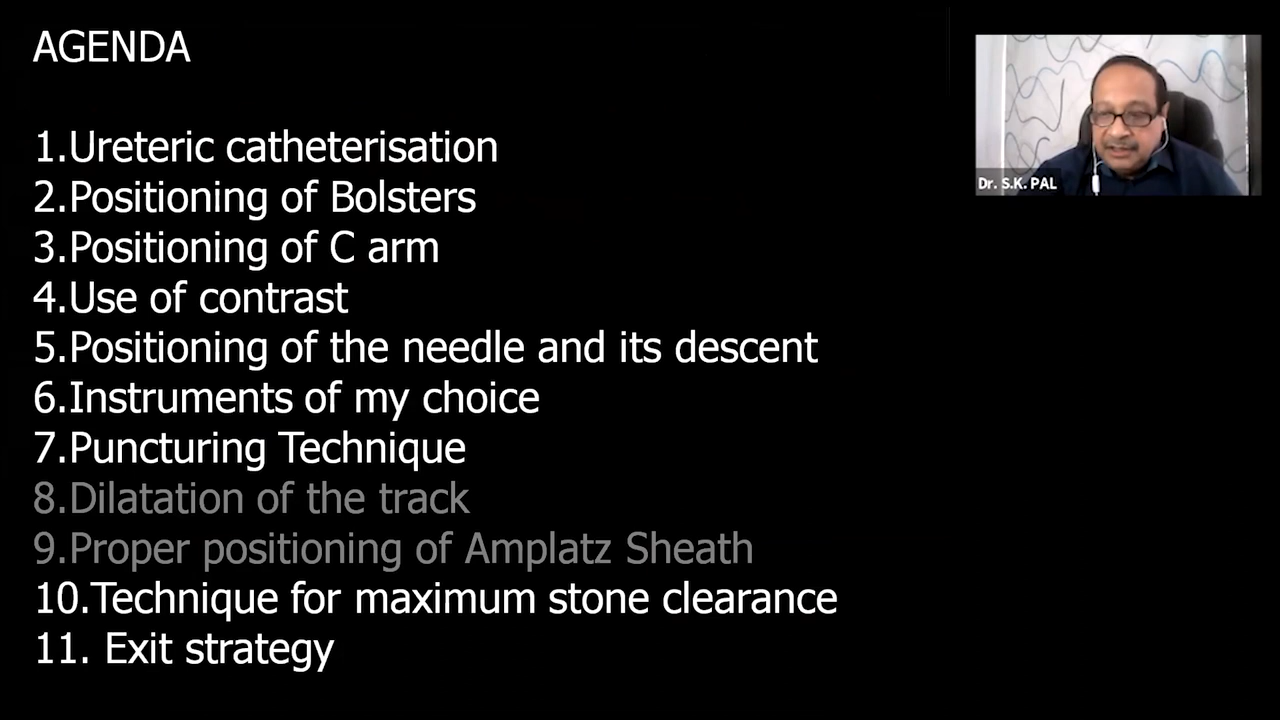 AGENDA
1.Ureteric catheterisation
2.Positioning of Bolsters
3.Positioning of C arm
4.Use of contrast
5.Positioning of the needle and its descent
6.Instruments of my choice
7.Puncturing Technique
8.Dilatation of the track
9.Proper positioning of Amplatz Sheath
10.Technique for maximum stone clearance
11. Exit strategy
Dr. S.K. PAL